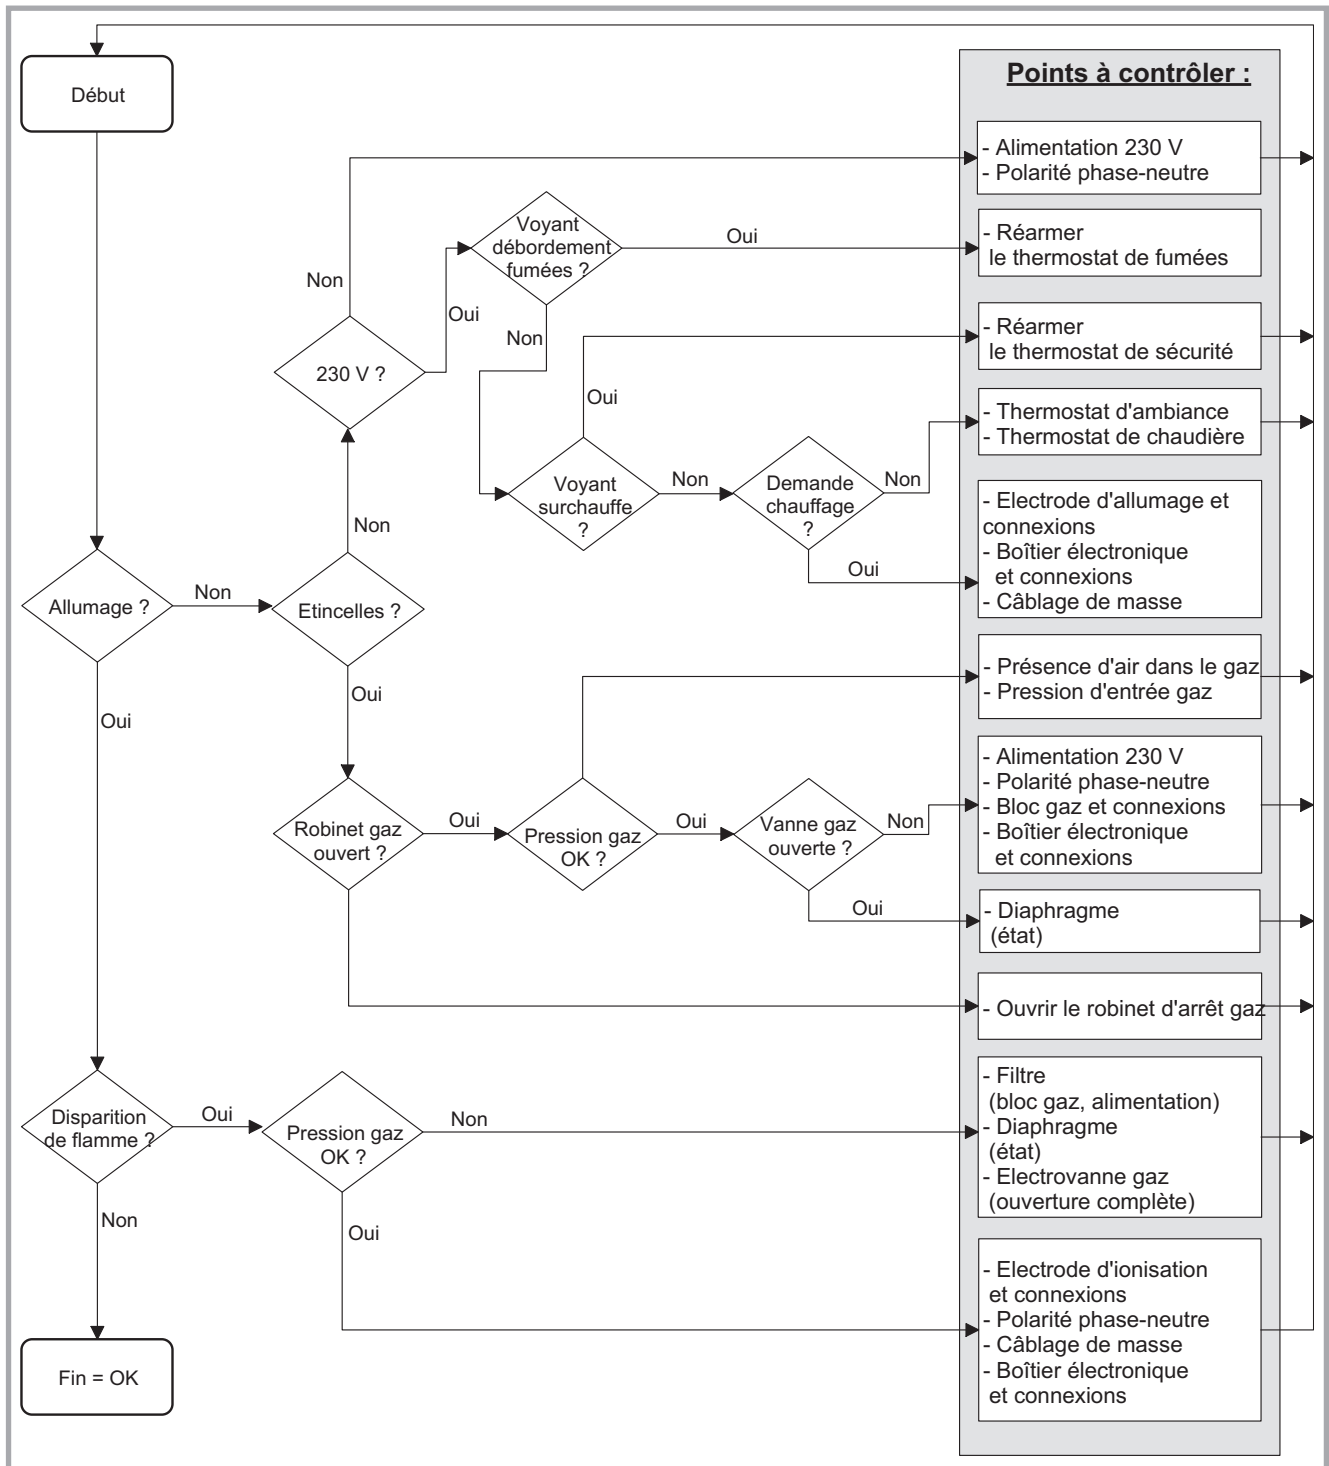 Points à contrôler :
Début
- Alimentation 230 V
- Polarité phase-neutre
Voyant
débordement
fumées ?
Oui
- Réarmer
le thermostat de fumées
Non
Oui
Non
- Réarmer
le thermostat de sécurité
230 V ?
Oui
- Thermostat d'ambiance
- Thermostat de chaudière
Voyant
surchauffe
?
Non
Demande
chauffage
?
Non
- Electrode d'allumage et
connexions
- Boîtier électronique
et connexions
- Câblage de masse
Non
Oui
Allumage ?
Non
Etincelles ?
- Présence d'air dans le gaz
- Pression d'entrée gaz
Oui
Oui
- Alimentation 230 V
- Polarité phase-neutre
- Bloc gaz et connexions
- Boîtier électronique
et connexions
Robinet gaz
ouvert ?
Oui
Pression gaz
OK ?
Oui
Vanne gaz
ouverte ?
Non
Oui
- Diaphragme
(état)
- Ouvrir le robinet d'arrêt gaz
- Filtre
(bloc gaz, alimentation)
- Diaphragme
(état)
- Electrovanne gaz
(ouverture complète)
Disparition
de flamme ?
Oui
Pression gaz
OK ?
Non
Non
Oui
- Electrode d'ionisation
et connexions
- Polarité phase-neutre
- Câblage de masse
- Boîtier électronique
et connexions
Fin = OK